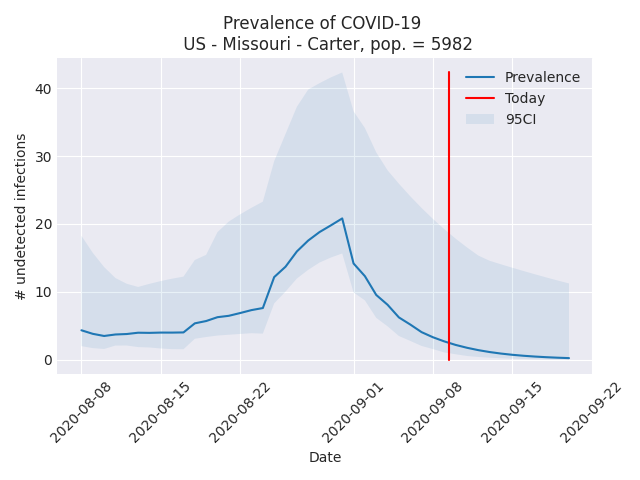 Prevalence of COVID-19
US - Missouri - Carter, pop. = 5982
# undetected infections
40
30
20
10
0
Prevalence
Today
95CI
2020-08-08
2020-08-15
2020-08-22
2020-09-01
2020-09-08
2020-09-15
2020-09-22
Date